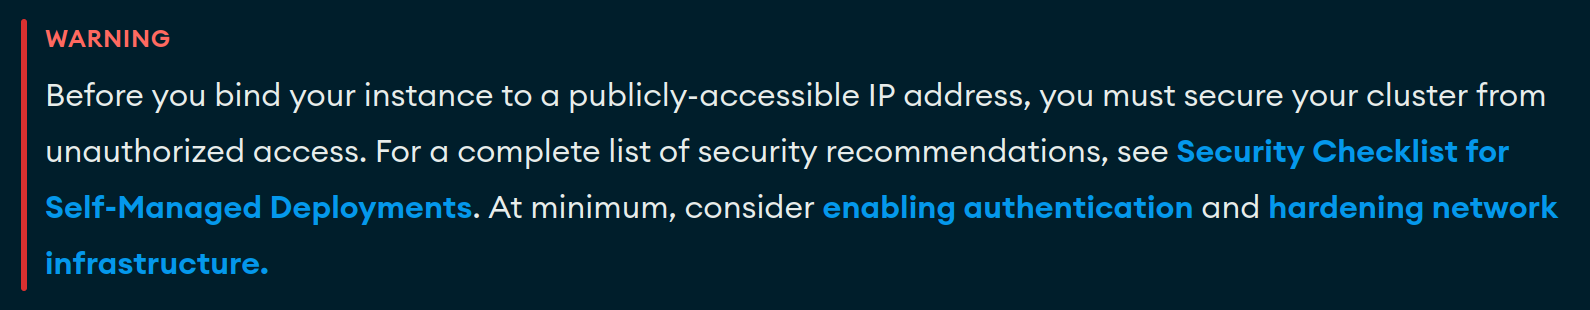 WARNING
Before you bind your instance to a publicly-accessible IP address, you must secure your cluster from
unauthorized access. For a complete list of security recommendations, see Security Checklist for
Self-Managed Deployments. At minimum, consider enabling authentication and hardening network
infrastructure.